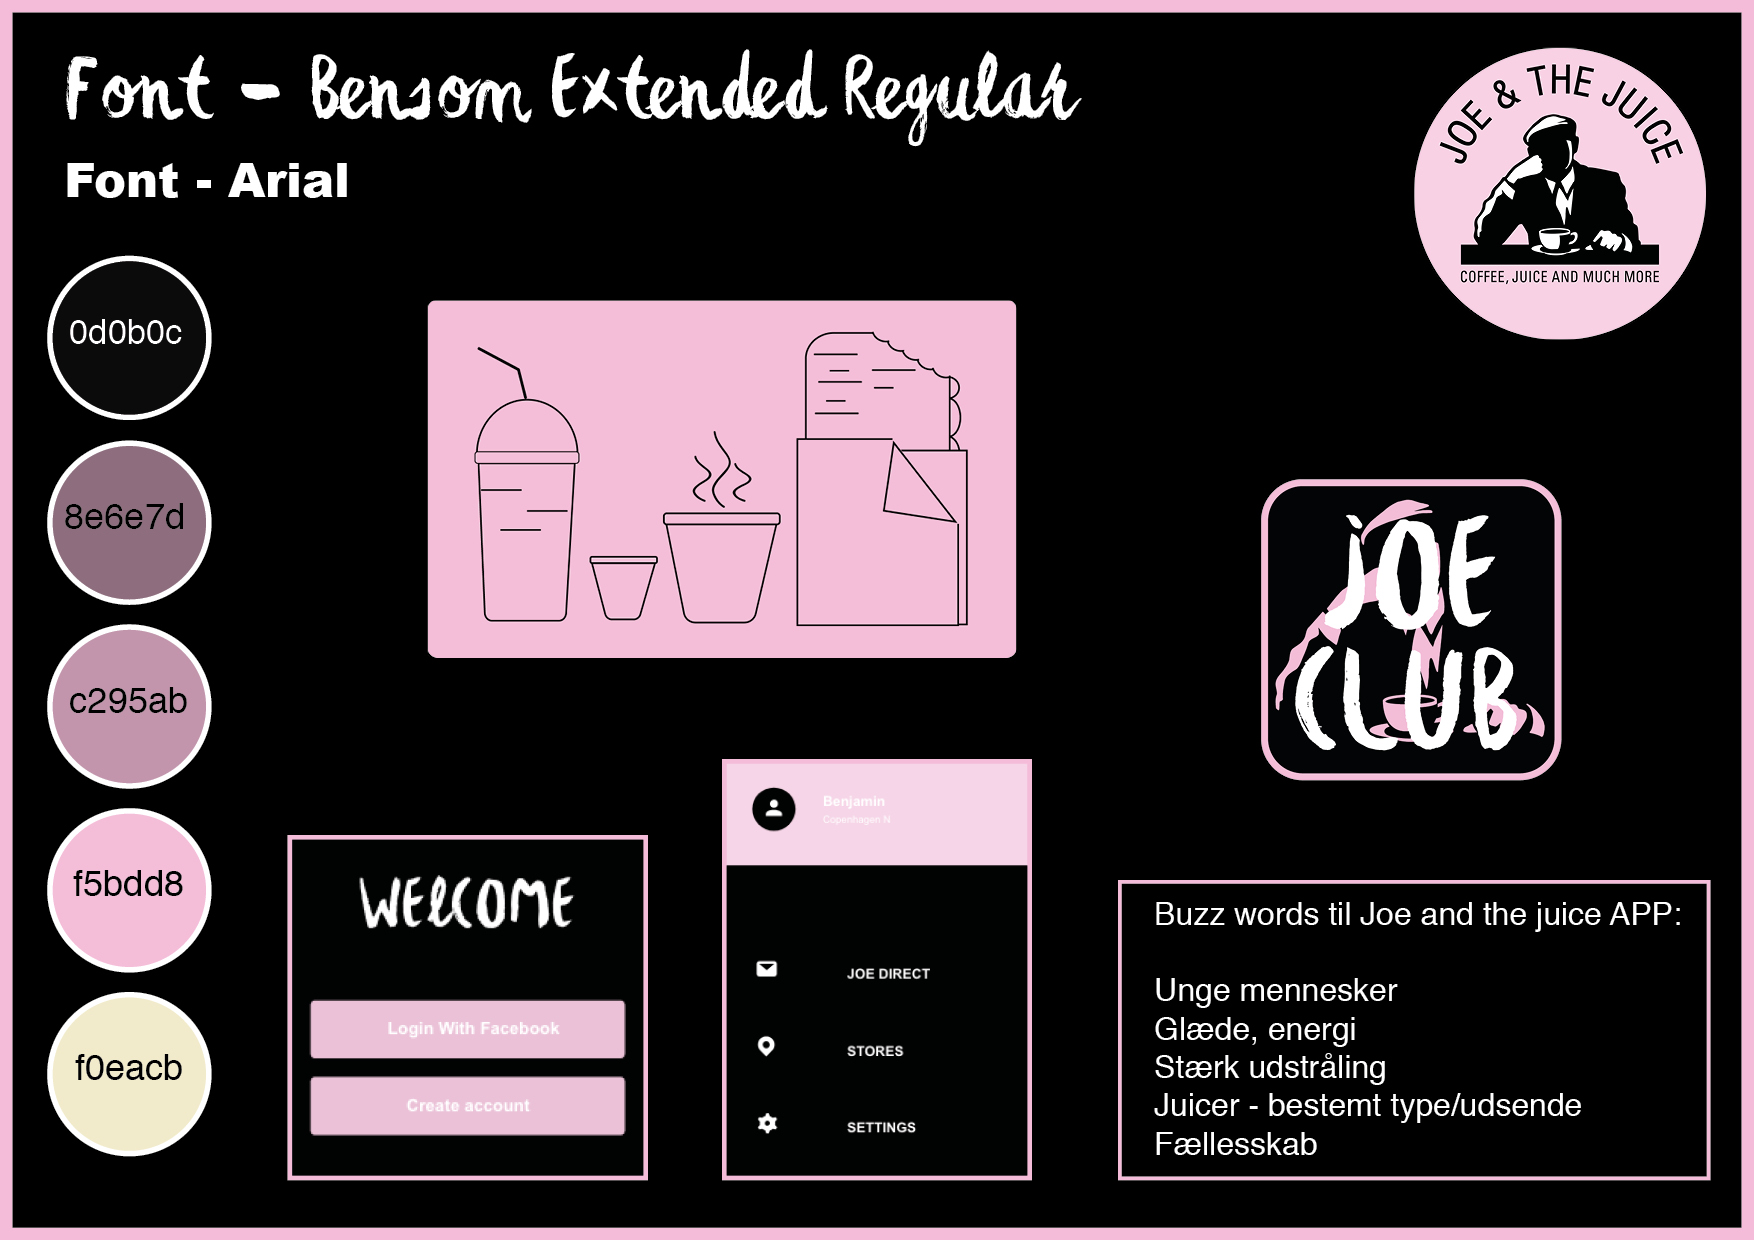 Font - Bensom Extended Regular
Font - Arial
JOE & THE JUICE
COFFEE, JUICE AND MUCH MORE
0d0b0c
8e6e7d
c295ab
f5bdd8
f0eacb
JOE
CLUB
WElCOME
Login With Facebook
Create account
Benjamin
Copenhagen N
JOE DIRECT
STORES
SETTINGS
Buzz words til Joe and the juice APP:
Unge mennesker
Glæde, energi
Stærk udstråling
Juicer - bestemt type/udsende
Fællesskab